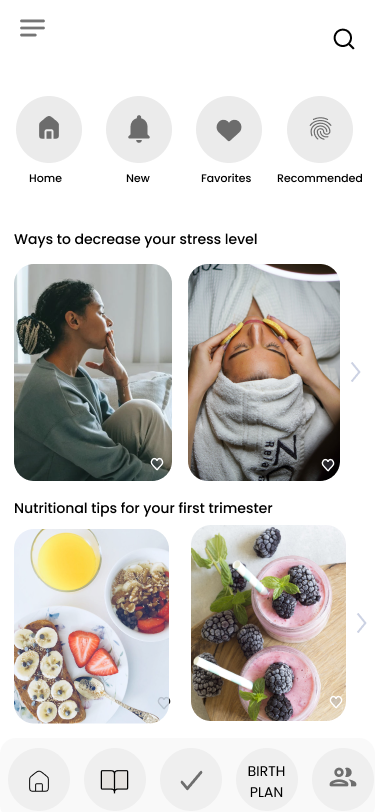 Home
New
Favorites
Recommended
Ways to decrease your stress level
Nutritional tips for your first trimester
BIRTH
PLAN